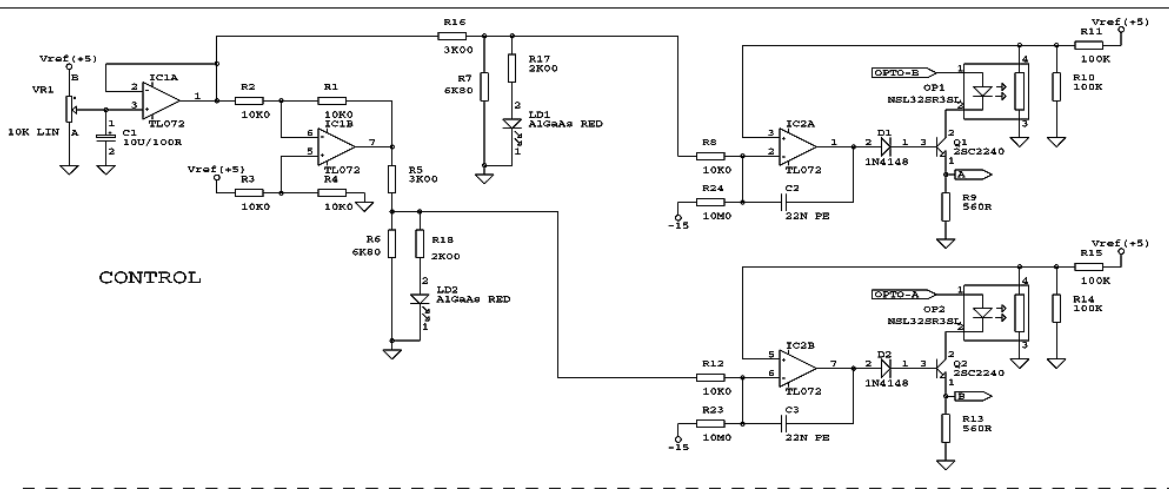 Vref(+5)
B
VR1
10K LIN
A
1
C1
10U/100R
2
IC1A
2
3
1
TL072
R2
10K0
R1
10K0
IC1B
6
5
7
TL072
Vref(+5)
R3
10K0
R4
10K0
R5
3K00
R16
3K00
R7
6K80
R17
2K00
2
LD1
AlGaAs RED
1
R6
6K80
R18
2K00
2
LD2
AlGaAs RED
1
CONTROL
R8
10K0
R24
10M0
-15
IC2A
3
2
1
TL072
C2
22N PE
D1
2
1
1N4148
3
2
Q1
2SC2240
1
A
R9
560R
OPTO-B
1
OP1
NSL32SR3SL
2
4
3
R11
100K
Vref(+5)
R10
100K
R12
10K0
R23
10M0
-15
IC2B
5
6
7
TL072
C3
22N PE
D2
2
1
1N4148
3
2
Q2
2SC2240
1
B
R13
560R
OPTO-A
1
OP2
NSL32SR3SL
2
4
3
R15
100K
Vref(+5)
R14
100K